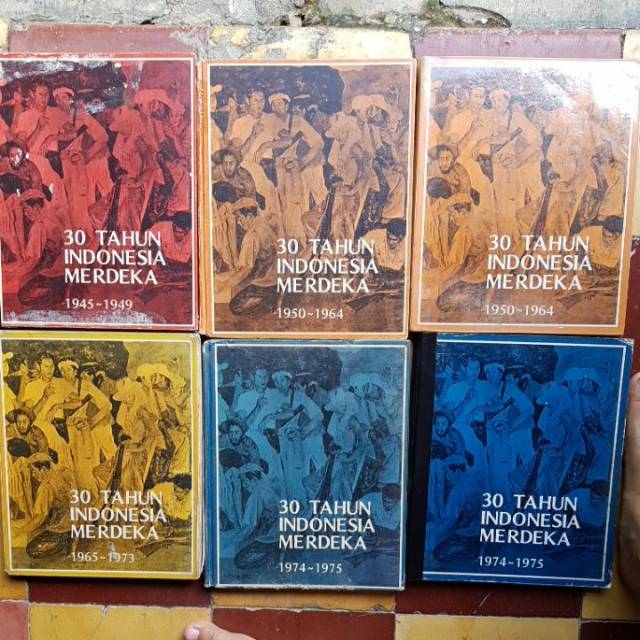 30 TAHUN
INDONESIA
MERDEKA
1945~1949
30 TAHUN
INDONESIA
MERDEKA
1950~1964
30 TAHUN
INDONESIA
MERDEKA
1950~1964
30 TAHUN
INDONESIA
MERDEKA
1965~1973
30 TAHUN
INDONESIA
MERDEKA
1974~1975
30 TAHUN
INDONESIA
MERDEKA
1974~1975